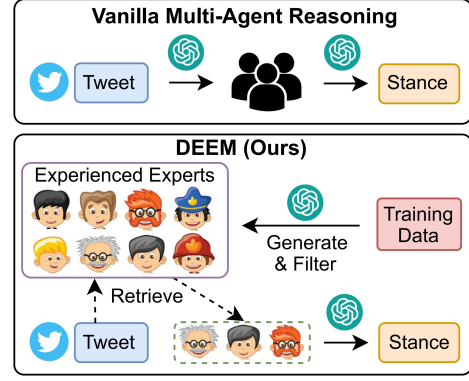 Vanilla Multi-Agent Reasoning
Tweet
Stance
DEEM (Ours)
Experienced Experts
Generate
& Filter
Training
Data
Retrieve
Tweet
Stance